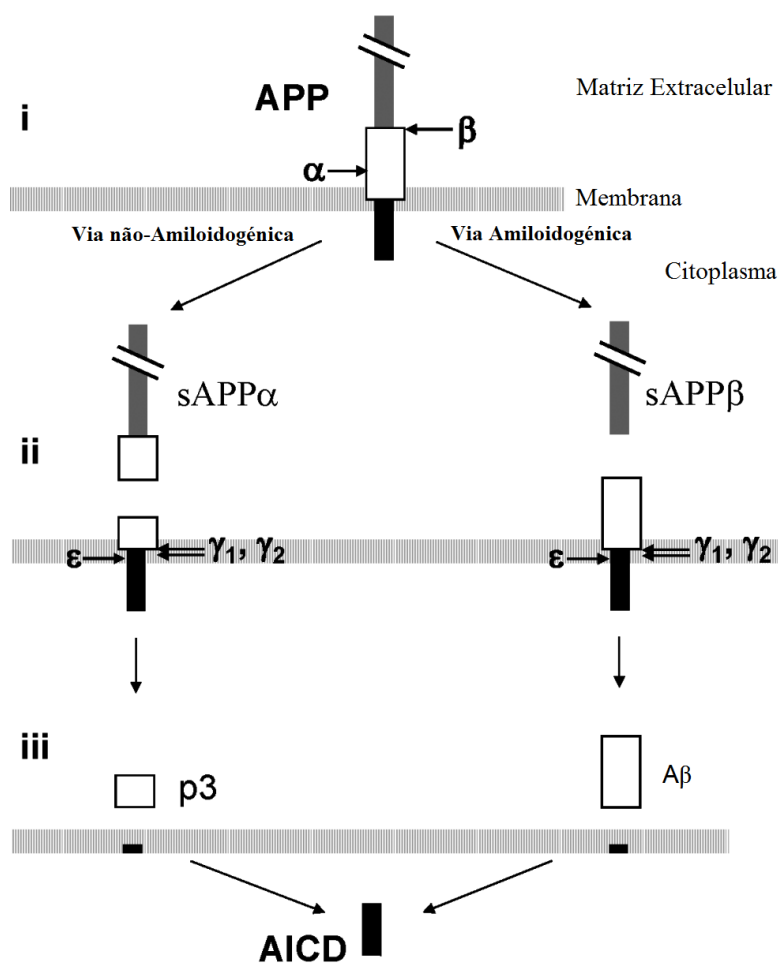 Matriz Extracelular
APP
i
β
α
Membrana
Via não-Amiloidogénica
Via Amiloidogénica
Citoplasma
sAPPα
sAPPβ
ii
ε
γ1, γ2
ε
γ1, γ2
iii
p3
Aβ
AICD